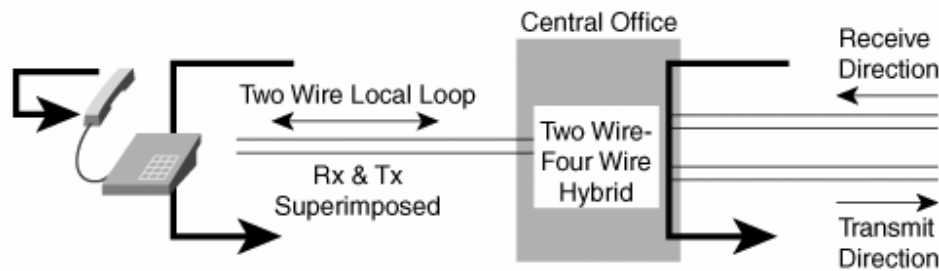 Central Office
Receive
Direction
Two Wire Local Loop
Two Wire-
Four Wire
Hybrid
Rx & Tx
Superimposed
Transmit
Direction